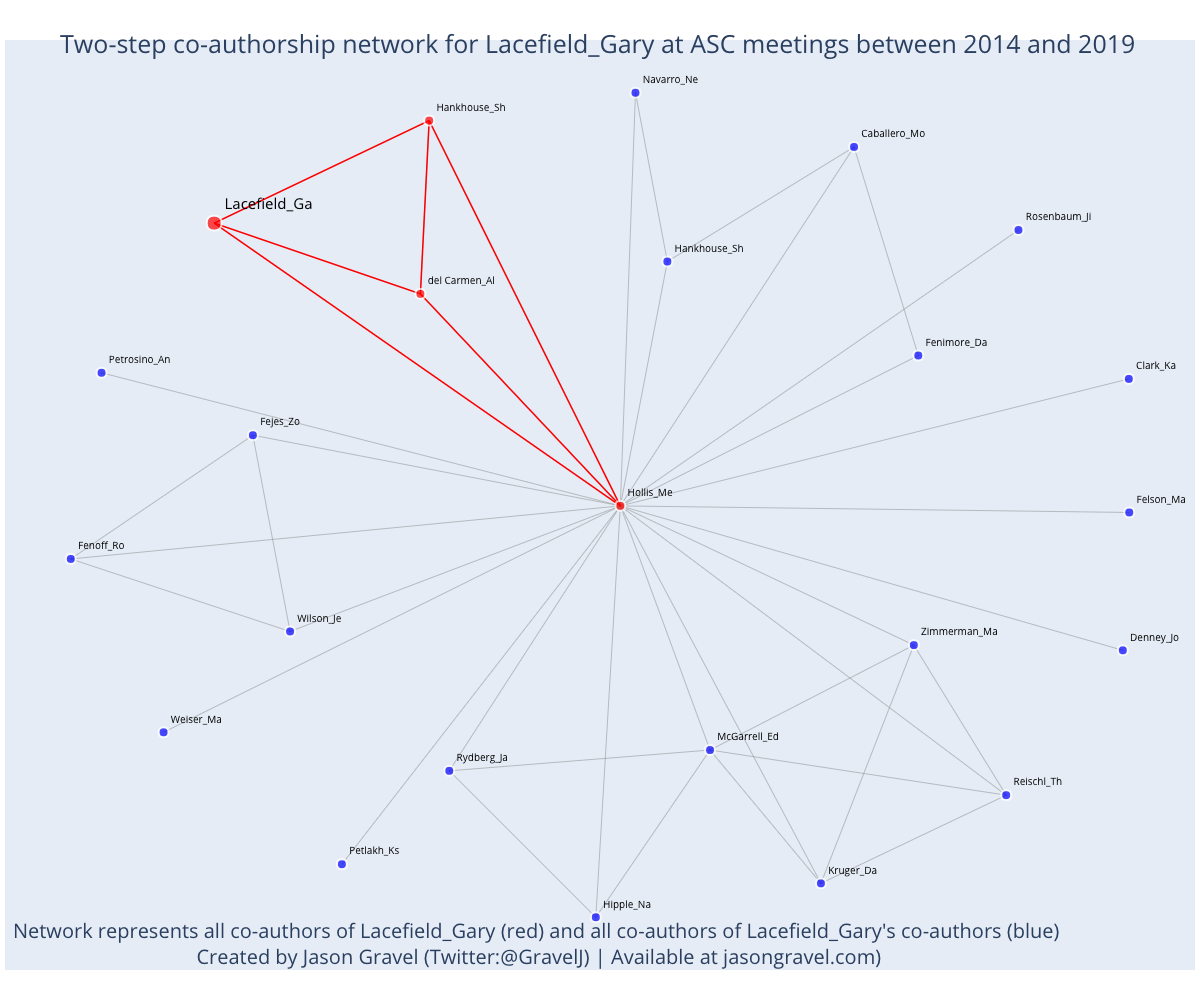 Two-step co-authorship network for Lacefield_Gary at ASC meetings between 2014 and 2019
Navarro_Ne
Hankhouse_Sh
Caballero_Mo
Lacefield_Ga
Rosenbaum_Ji
Hankhouse_Sh
del Carmen_Al
Fenimore_Da
Petrosino_An
Clark_Ka
Fejes_Zo
Hollis_Me
Felson_Ma
Fenoff_Ro
Wilson_Je
Zimmerman_Ma
Denney_Jo
Weiser_Ma
McGarrell_Ed
Rydberg_Ja
Reischl_Th
Petlakh_Ks
Kruger_Da
Hipple_Na
Network represents all co-authors of Lacefield_Gary (red) and all co-authors of Lacefield_Gary's co-authors (blue)
Created by Jason Gravel (Twitter:@GravelJ) | Available at jasongravel.com)